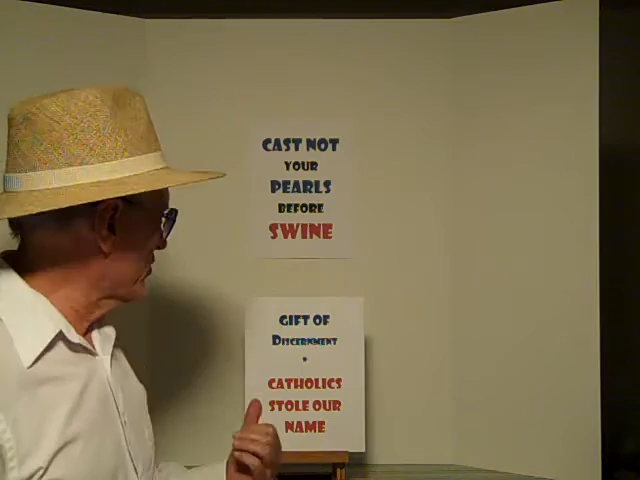 CAST NOT
YOUR
PEARLS
BEFORE
SWINE
GIFT OF
DISCERNMENT
*
CATHOLICS
STOLE OUR
NAME